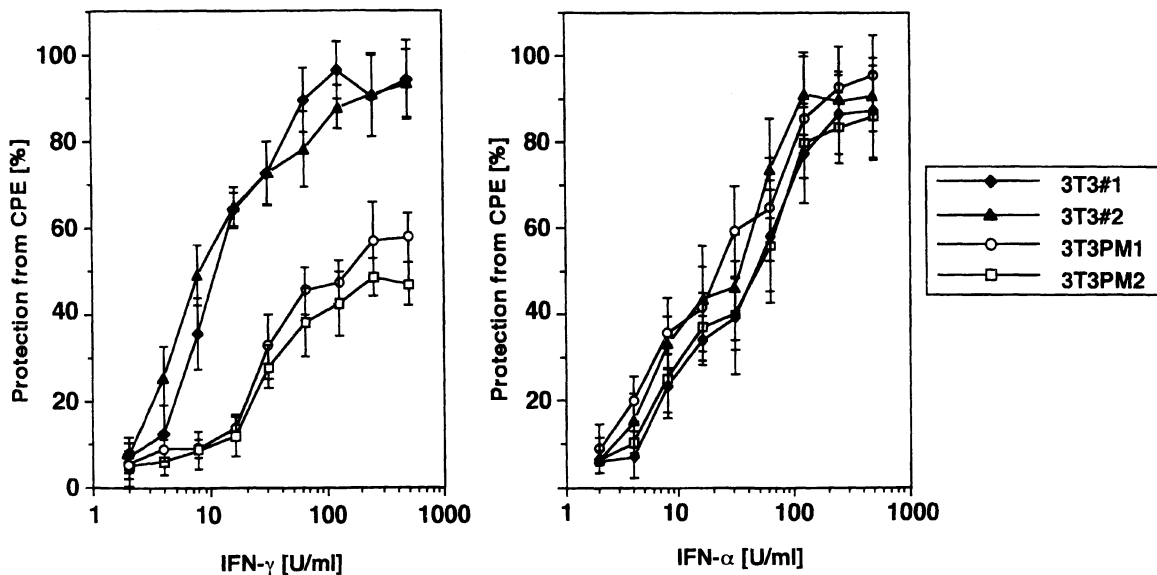 Protection from CPE [%]
100
80
60
40
20
0
1
10
100
1000
IFN-γ [U/ml]
Protection from CPE [%]
100
80
60
40
20
1
10
100
1000
IFN-α [U/ml]
3T3#1
3T3#2
3T3PM1
3T3PM2